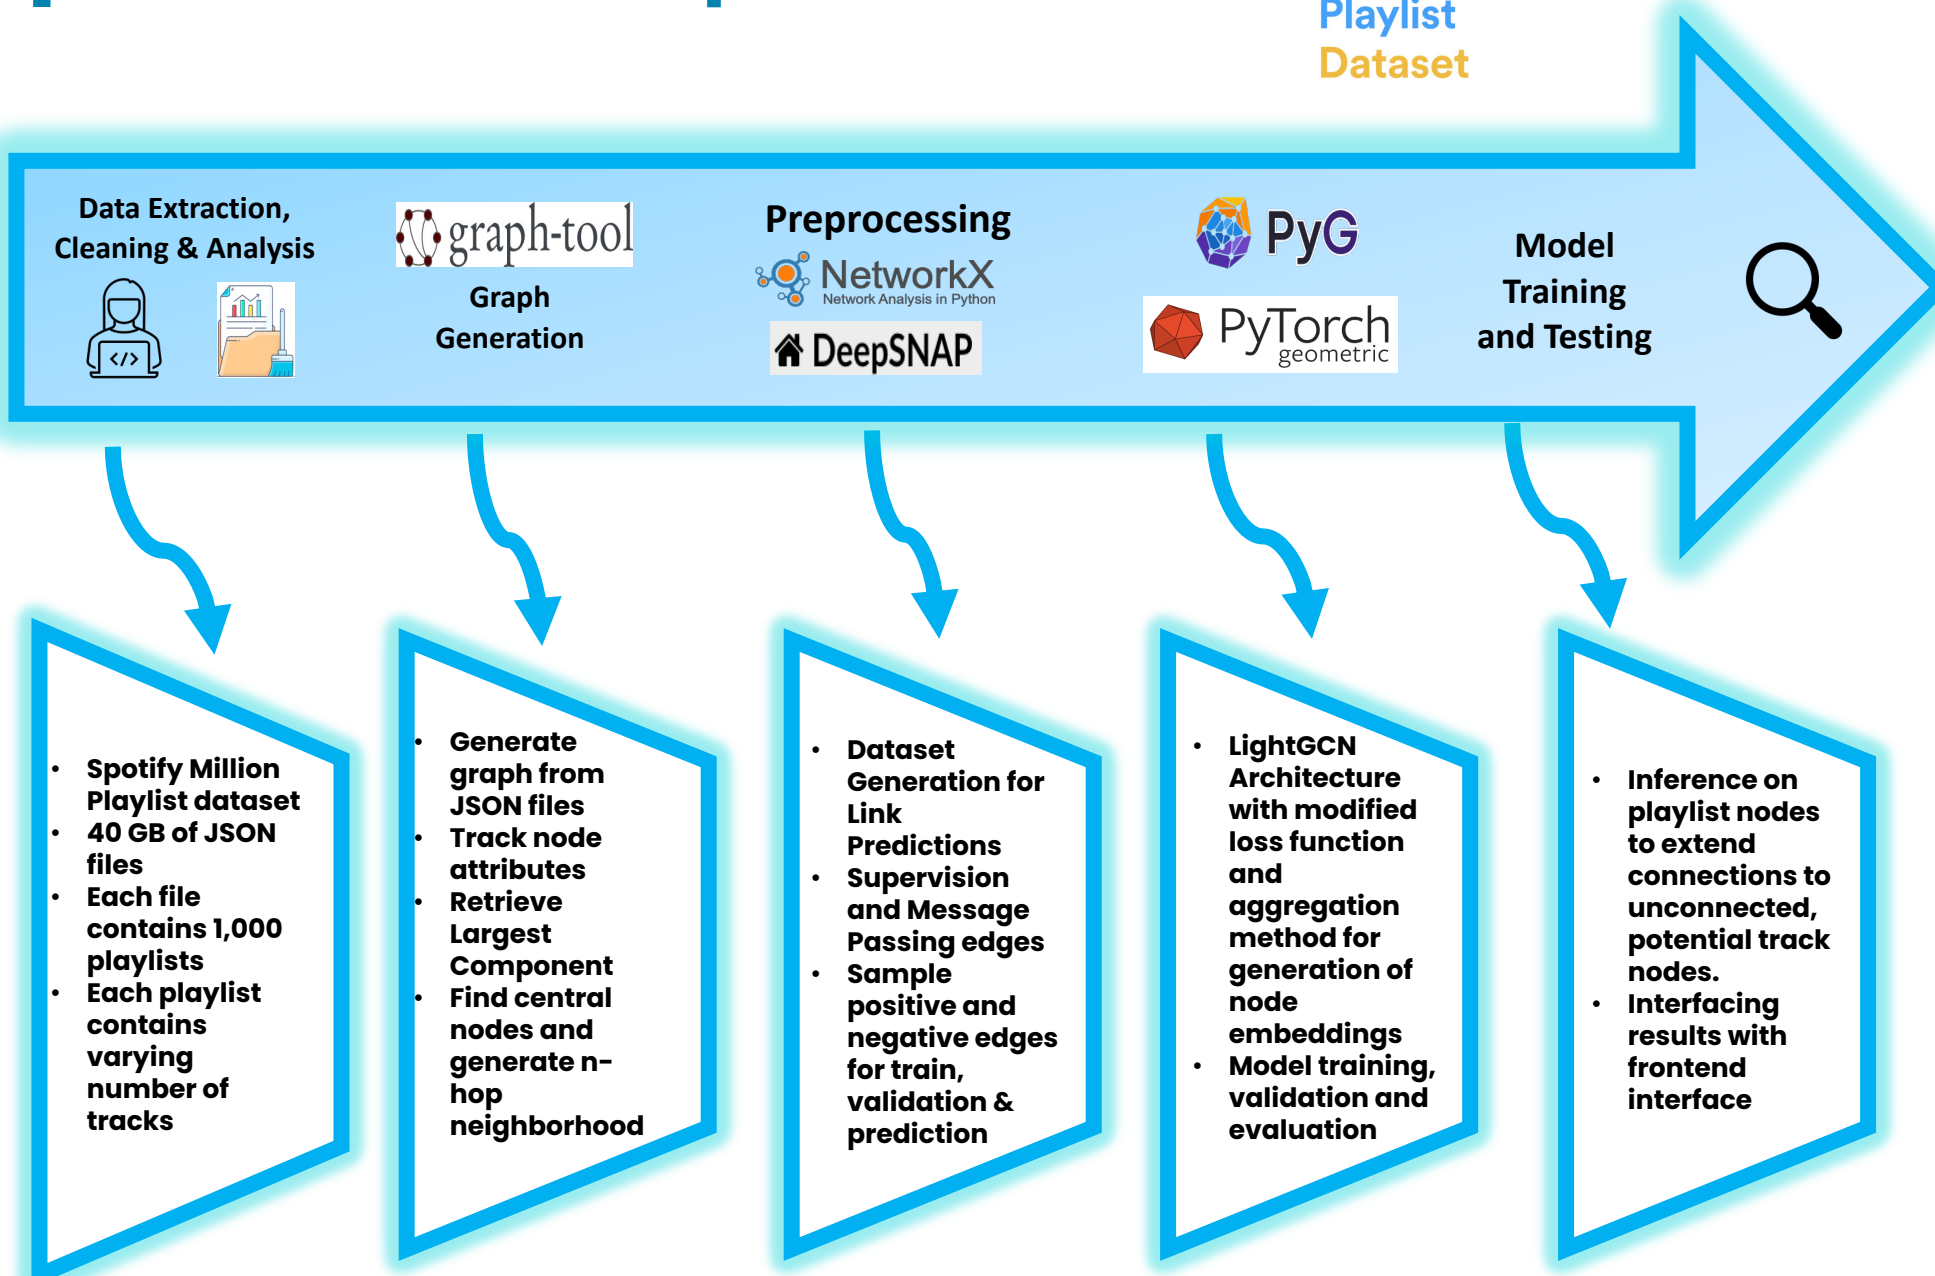 Playlist
Dataset
Data Extraction,
Cleaning & Analysis
</>
graph-tool
Graph
Generation
Preprocessing
NetworkX
Network Analysis in Python
DeepSNAP
PyG
PyTorch
geometric
Model
Training
and Testing
• Spotify Million
Playlist dataset
• 40 GB of JSON
files
• Each file
contains 1,000
playlists
• Each playlist
contains
varying
number of
tracks
• Generate
graph from
JSON files
• Track node
attributes
• Retrieve
Largest
Component
• Find central
nodes and
generate n-
hop
neighborhood
• Dataset
Generation for
Link
Predictions
• Supervision
and Message
Passing edges
• Sample
positive and
negative edges
for train,
validation &
prediction
• LightGCN
Architecture
with modified
loss function
and
aggregation
method for
generation of
node
embeddings
• Model training,
validation and
evaluation
• Inference on
playlist nodes
to extend
connections to
unconnected,
potential track
nodes.
• Interfacing
results with
frontend
interface